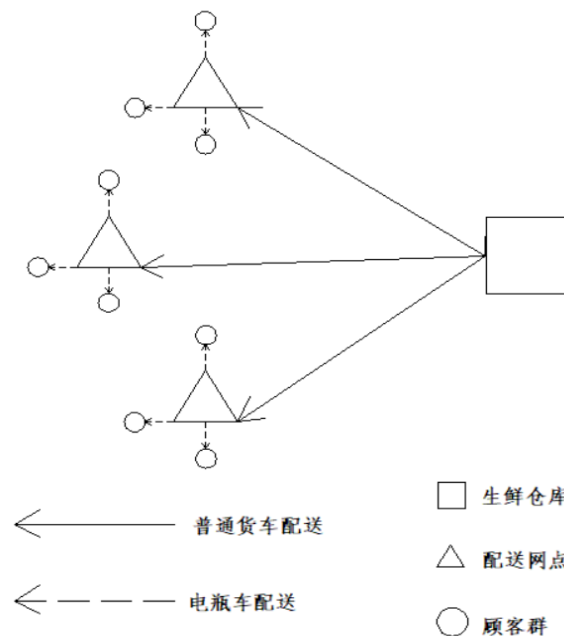 生鲜仓库
普通货车配送
配送网点
电瓶车配送
顾客群